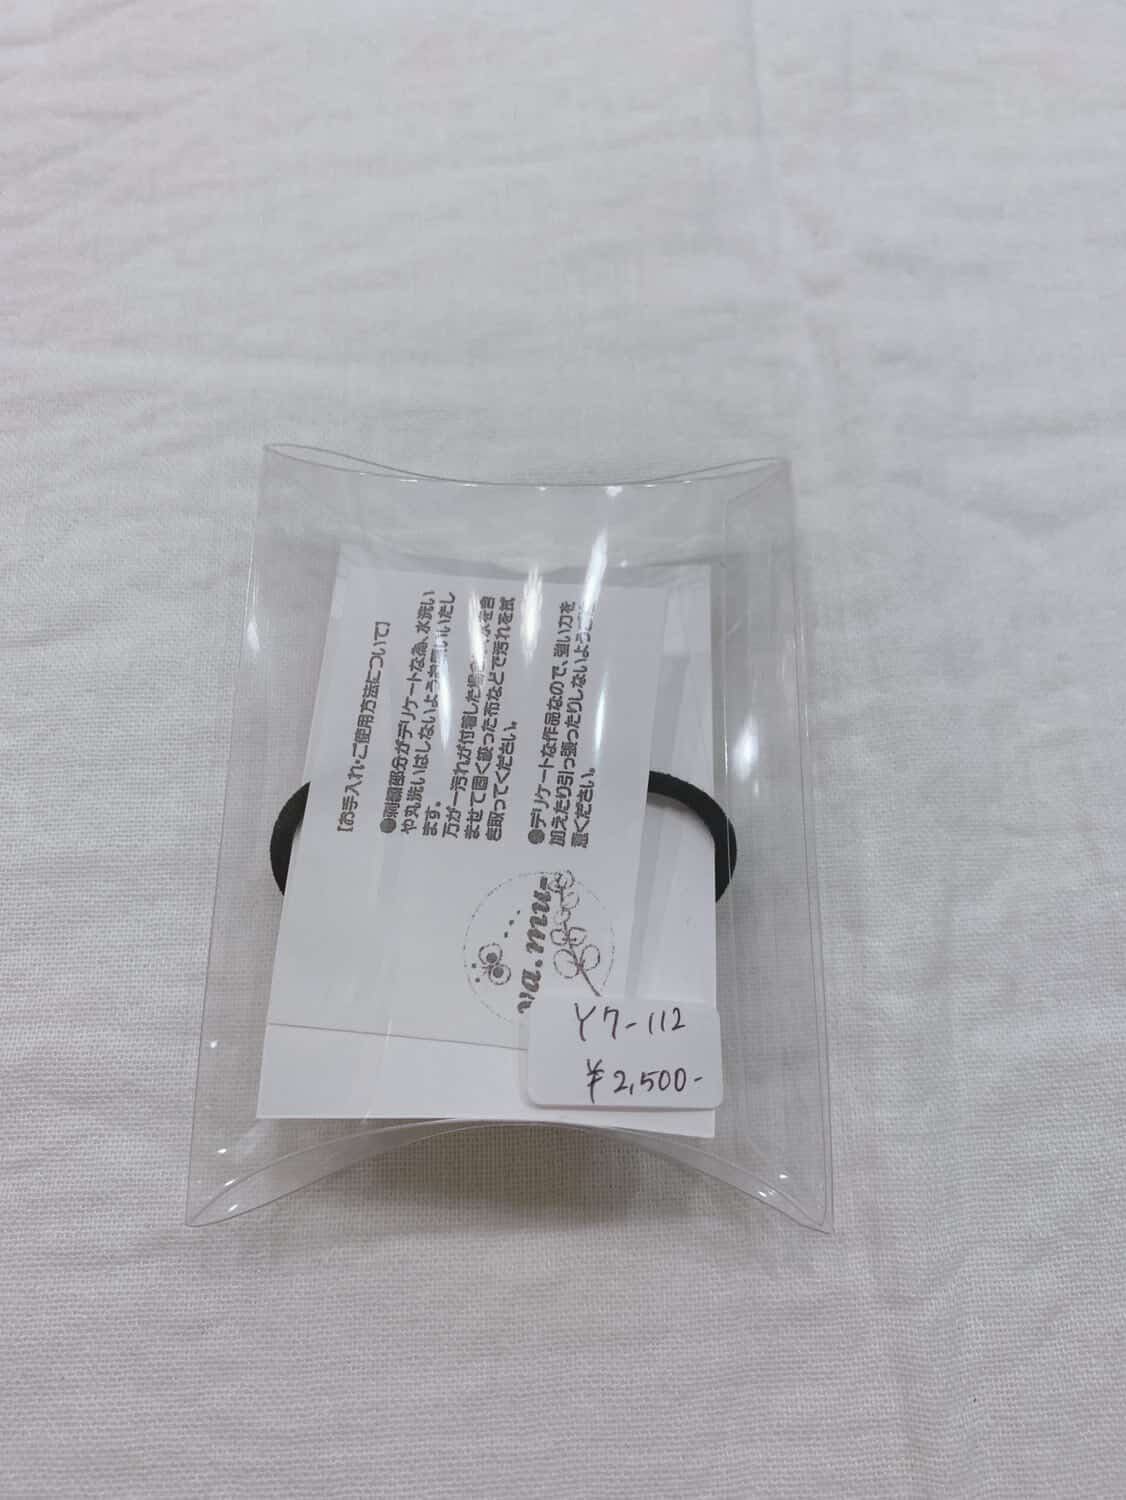 【お手入れ・ご使用方法について】
●刺繍部分がデリケートな為、水洗い
や丸洗いはしないようお願いいたし
ます。
万が一汚れが付着した場合、水を含
ませて固く絞った布などで汚れを拭
き取ってください。
●デリケートな作品なので、強い力を
加えたり引っ張ったりしないようご注
意ください。
ya.mu
Y7-112
¥2,500-